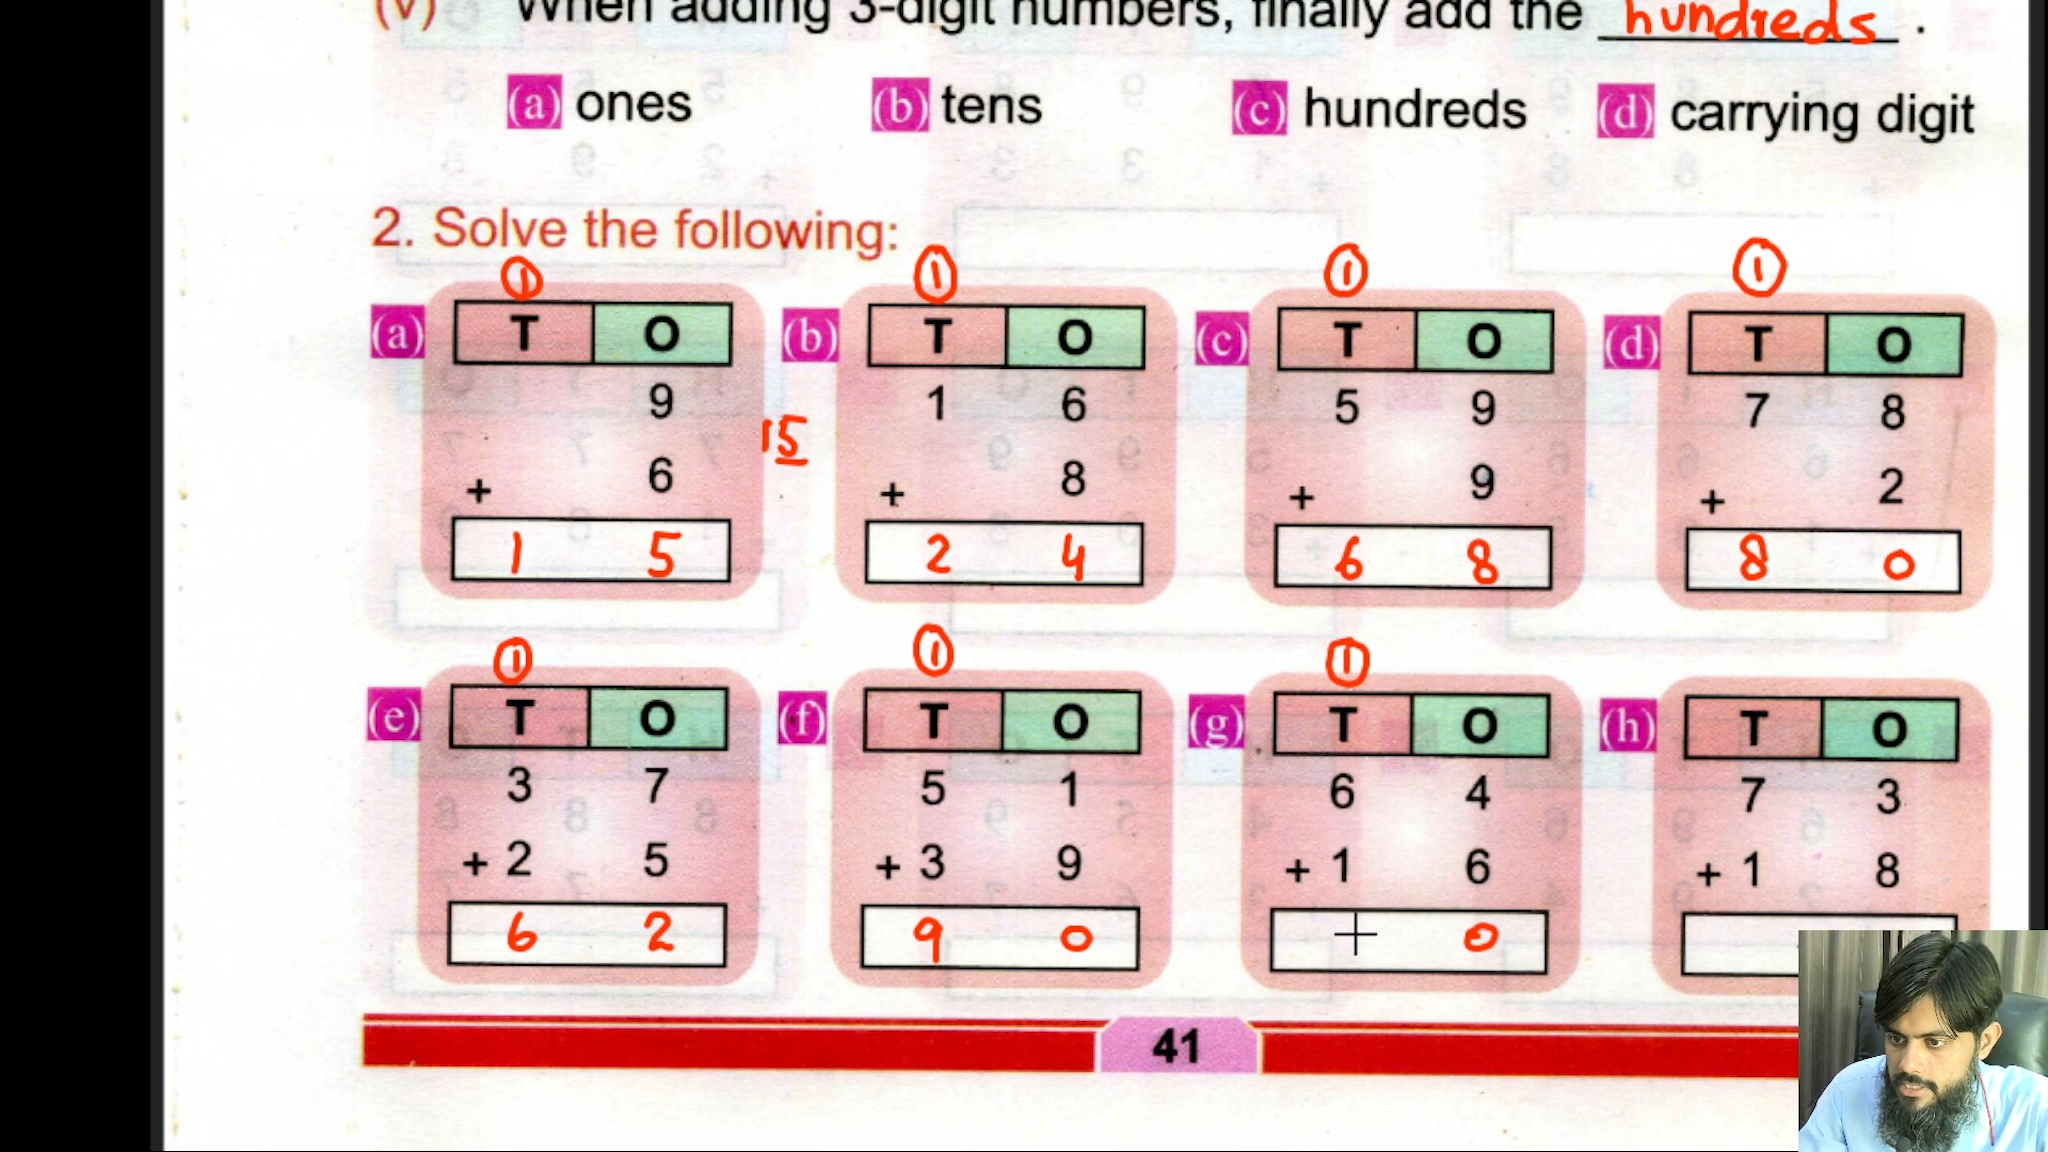 (v) When adding 3-digit numbers, finally add the hundreds .
(a) ones (b) tens (c) hundreds (d) carrying digit
2. Solve the following:
1 1 1 1
(a) T O (b) T O (c) T O (d) T O
9 1 6 5 9 7 8
15
+ 6 + 8 + 9 + 2
1 5 2 4 6 8 8 0
1 1 1
(e) T O (f) T O (g) T O (h) T O
3 7 5 1 6 4 7 3
+ 2 5 + 3 9 + 1 6 + 1 8
6 2 9 0 0
41